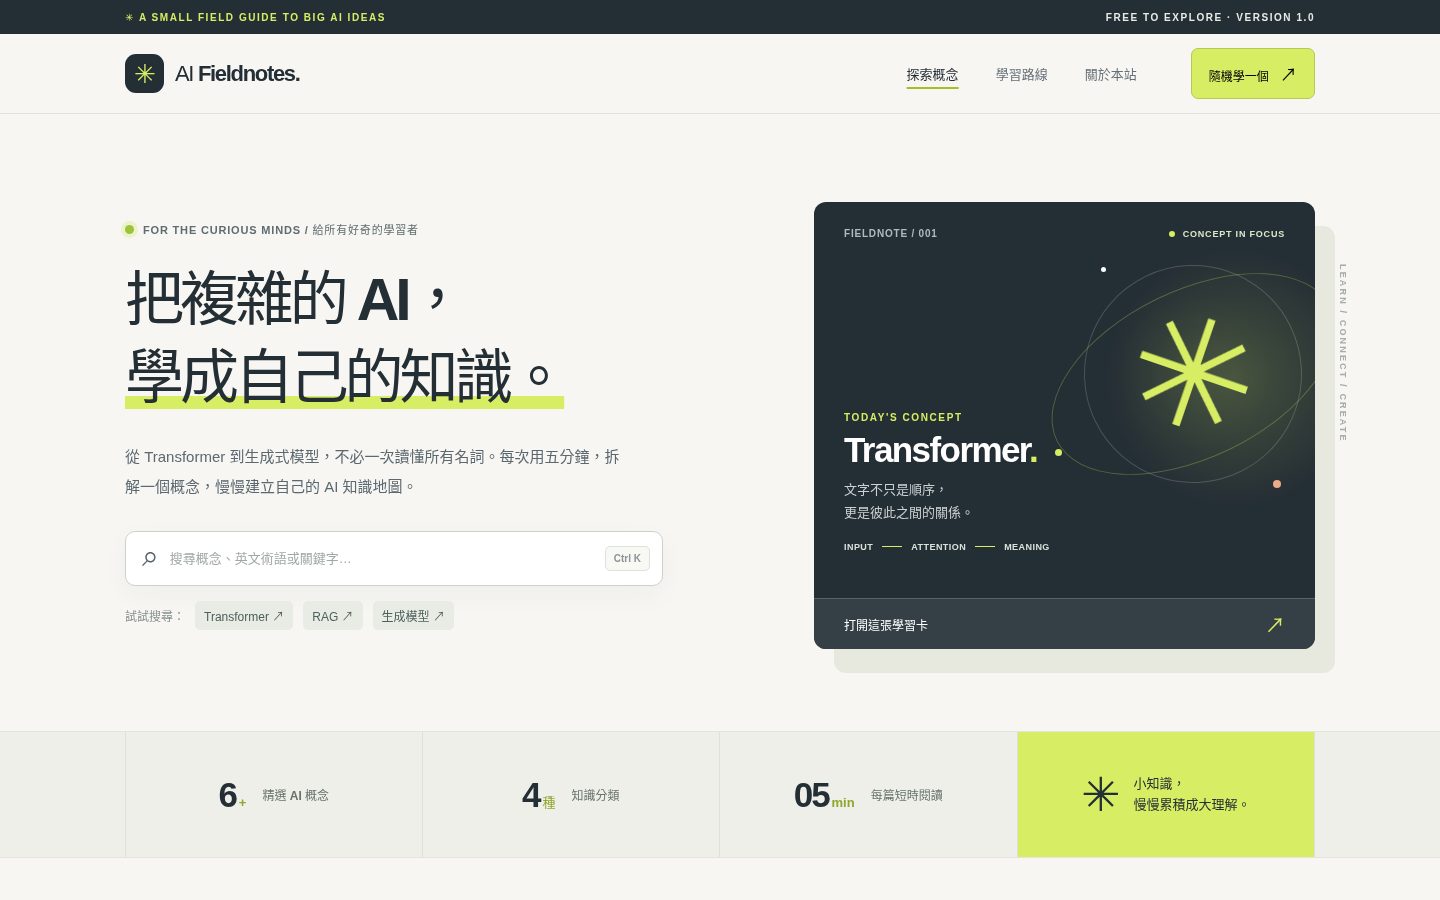 ✳ A SMALL FIELD GUIDE TO BIG AI IDEAS
FREE TO EXPLORE · VERSION 1.0
AI Fieldnotes.
探索概念
學習路線
關於本站
隨機學一個 ↗
FOR THE CURIOUS MINDS / 給所有好奇的學習者
把複雜的 AI，
學成自己的知識。
從 Transformer 到生成式模型，不必一次讀懂所有名詞。每次用五分鐘，拆
解一個概念，慢慢建立自己的 AI 知識地圖。
搜尋概念、英文術語或關鍵字…
Ctrl K
試試搜尋：
Transformer ↗
RAG ↗
生成模型 ↗
FIELDNOTE / 001
CONCEPT IN FOCUS
TODAY'S CONCEPT
Transformer.
文字不只是順序，
更是彼此之間的關係。
INPUT — ATTENTION — MEANING
打開這張學習卡 ↗
LEARN / CONNECT / CREATE
6+ 精選 AI 概念
4種 知識分類
05min 每篇短時閱讀
小知識，
慢慢累積成大理解。